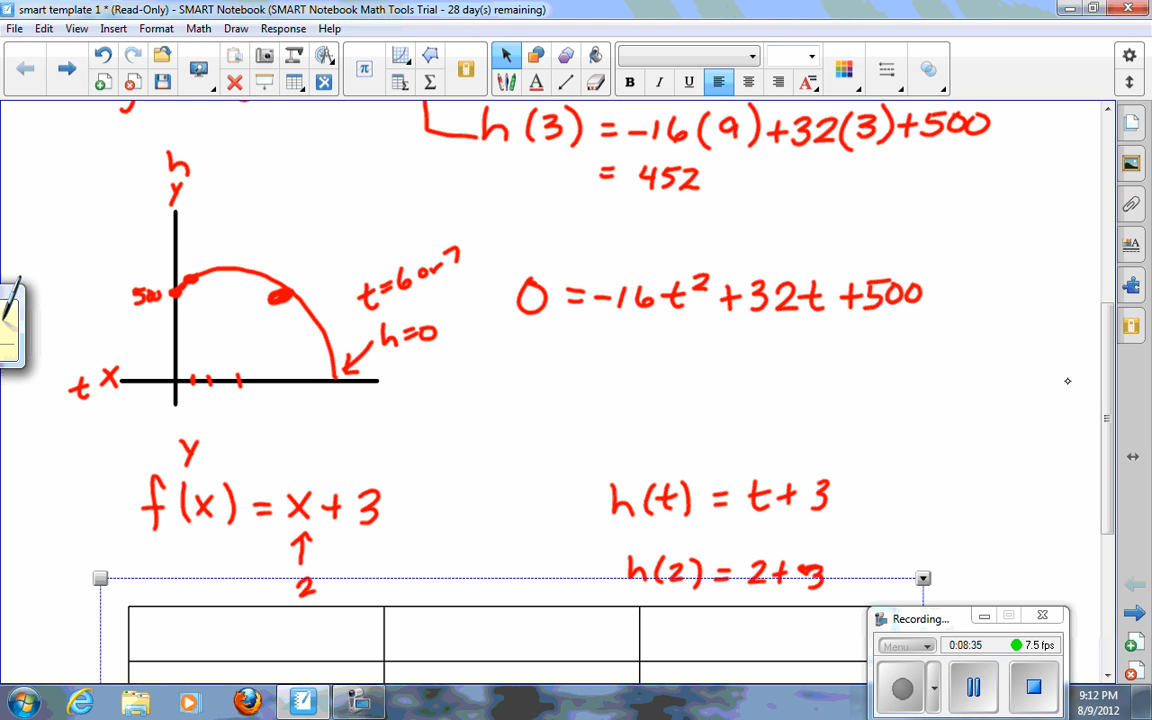 smart template 1 * (Read-Only) - SMART Notebook (SMART Notebook Math Tools Trial - 28 day(s) remaining)
File Edit View Insert Format Math Draw Response Help
π Σ A B I U
h(3) = -16(9)+32(3)+500
= 452
h
y
500
t=6 or 7
h=0
t x
0 = -16t² +32t +500
y
f(x) = x+3
↑
2
h(t) = t+3
h(2) = 2+3
Recording...
Menu 0:08:35 7.5 fps
9:12 PM
8/9/2012